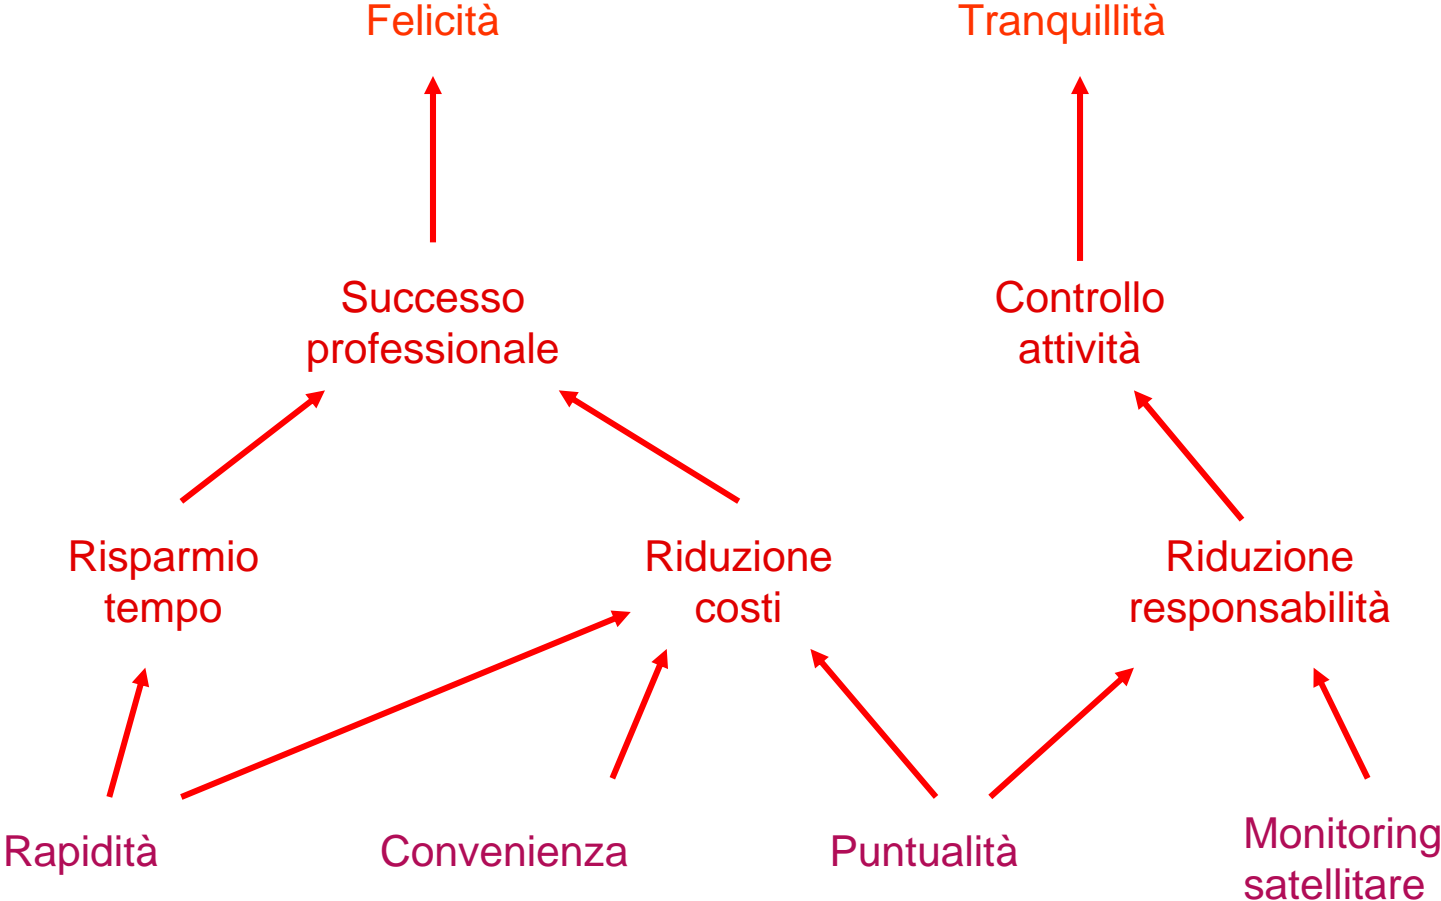 Felicità
Tranquillità
Successo
professionale
Controllo
attività
Risparmio
tempo
Riduzione
costi
Riduzione
responsabilità
Rapidità
Convenienza
Puntualità
Monitoring
satellitare